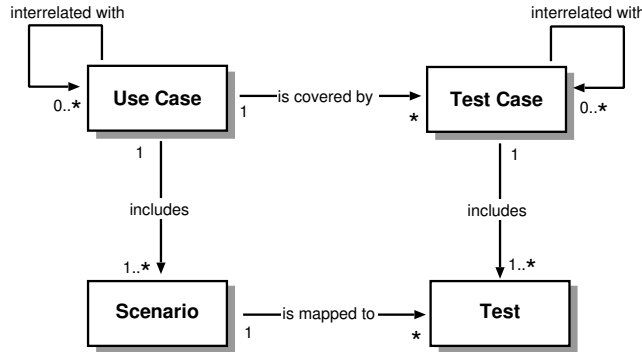 interrelated with
interrelated with
Use Case
is covered by
Test Case
0..*
1
*
0..*
1
1
includes
includes
1..*
1..*
Scenario
is mapped to
Test
1
*